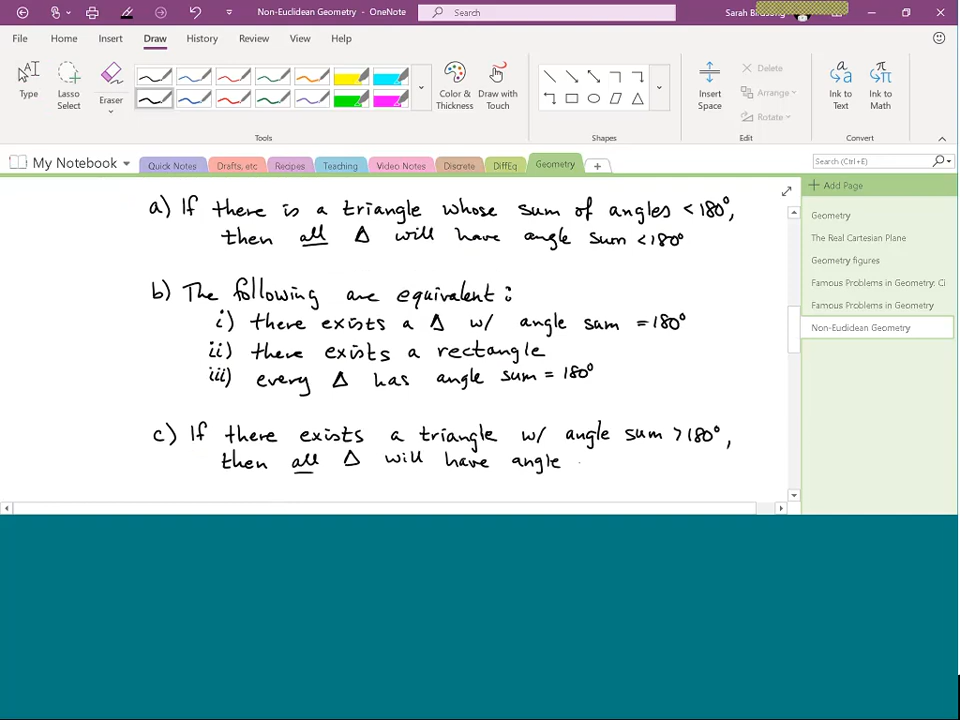 Non-Euclidean Geometry - OneNote
Search
File Home Insert Draw History Review View Help
Type
Lasso Select
Eraser
Color & Thickness
Draw with Touch
Insert Space
Delete
Arrange
Rotate
Ink to Text
Ink to Math
Tools
Shapes
Edit
Convert
My Notebook
Quick Notes Drafts, etc Recipes Teaching Video Notes Discrete DiffEq Geometry
Search (Ctrl+E)
a) If there is a triangle whose sum of angles < 180°,
then all Δ will have angle sum < 180°
b) The following are equivalent:
i) there exists a Δ w/ angle sum = 180°
ii) there exists a rectangle
iii) every Δ has angle sum = 180°
c) If there exists a triangle w/ angle sum > 180°,
then all Δ will have angle
Add Page
Geometry
The Real Cartesian Plane
Geometry figures
Famous Problems in Geometry: Ci
Famous Problems in Geometry
Non-Euclidean Geometry